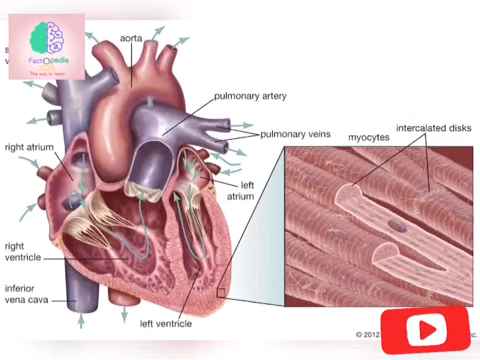 FactOpedia
The way to learn
aorta
pulmonary artery
pulmonary veins
intercalated disks
myocytes
right atrium
left
atrium
right
ventricle
inferior
vena cava
left ventricle
© 2012